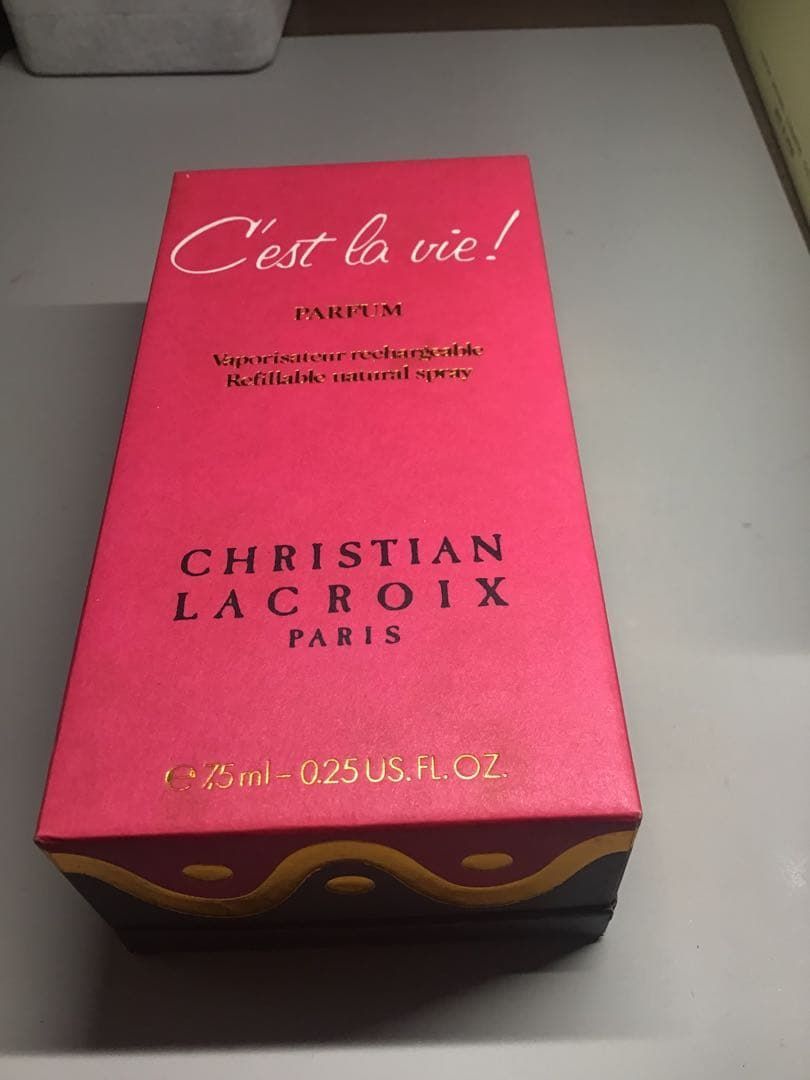 C'est la vie!
PARFUM
Vaporisateur rechargeable
Refillable natural spray
CHRISTIAN
LACROIX
PARIS
℮ 7,5 ml – 0.25 US. FL. OZ.